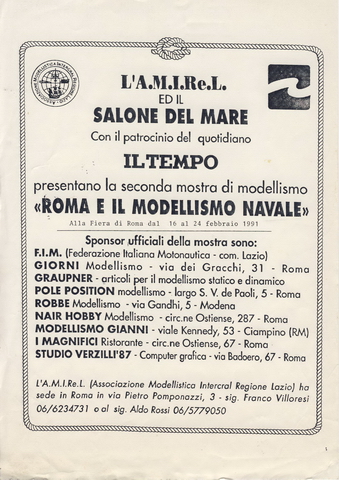 L'A.M.I.Re.L.
ED IL
SALONE DEL MARE
Con il patrocinio del quotidiano
IL TEMPO
presentano la seconda mostra di modellismo
«ROMA E IL MODELLISMO NAVALE»
Alla Fiera di Roma dal 16 al 24 febbraio 1991
Sponsor ufficiali della mostra sono:
F.I.M. (Federazione Italiana Motonautica - com. Lazio)
GIORNI Modellismo - via dei Gracchi, 31 - Roma
GRAUPNER - articoli per il modellismo statico e dinamico
POLE POSITION modellismo - largo S. V. de Paoli, 5 - Roma
ROBBE Modellismo - via Gandhi, 5 - Modena
NAIR HOBBY Modellismo - circ.ne Ostiense, 287 - Roma
MODELLISMO GIANNI - viale Kennedy, 53 - Ciampino (RM)
I MAGNIFICI Ristorante - circ.ne Ostiense, 67 - Roma
STUDIO VERZILLI'87 - Computer grafica - via Badoero, 67 - Roma
L'A.M.I.Re.L. (Associazione Modellistica Intercral Regione Lazio) ha
sede in Roma in via Pietro Pomponazzi, 3 - sig. Franco Villoresi
06/6234731 o al sig. Aldo Rossi 06/5779050